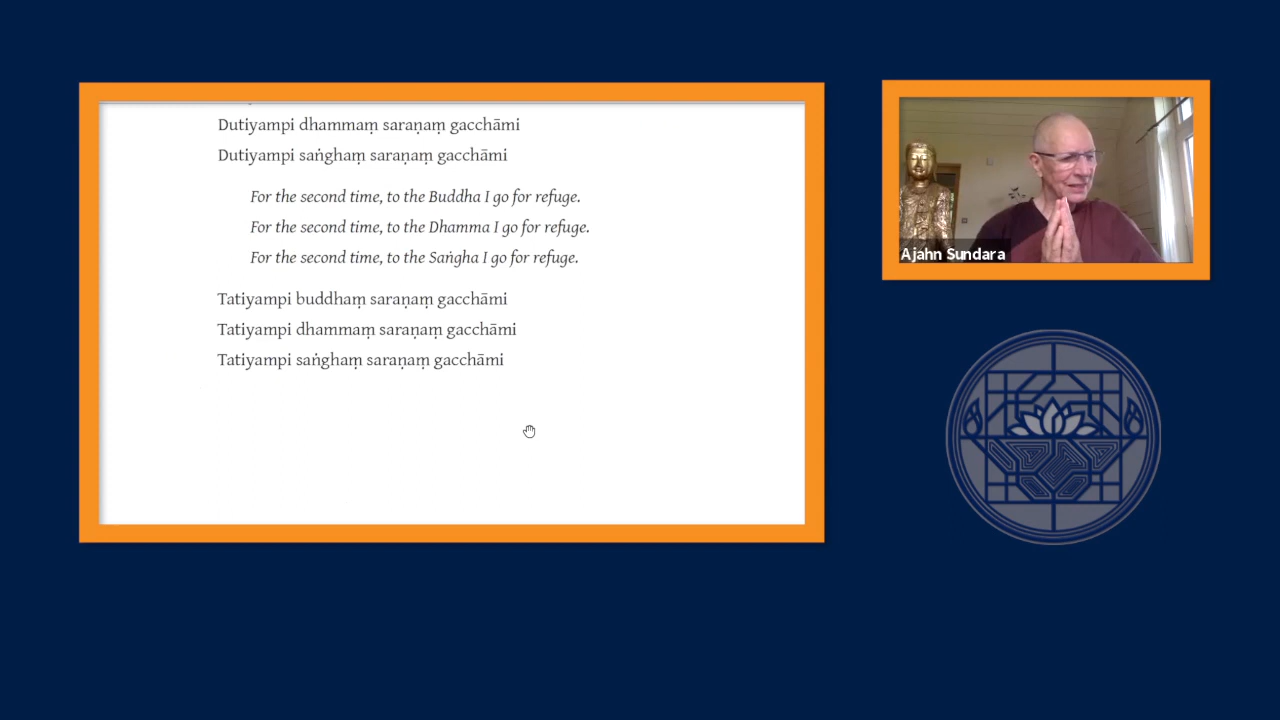 Dutiyampi dhammaṃ saraṇaṃ gacchāmi
Dutiyampi saṅghaṃ saraṇaṃ gacchāmi
For the second time, to the Buddha I go for refuge.
For the second time, to the Dhamma I go for refuge.
For the second time, to the Saṅgha I go for refuge.
Tatiyampi buddhaṃ saraṇaṃ gacchāmi
Tatiyampi dhammaṃ saraṇaṃ gacchāmi
Tatiyampi saṅghaṃ saraṇaṃ gacchāmi
Ajahn Sundara